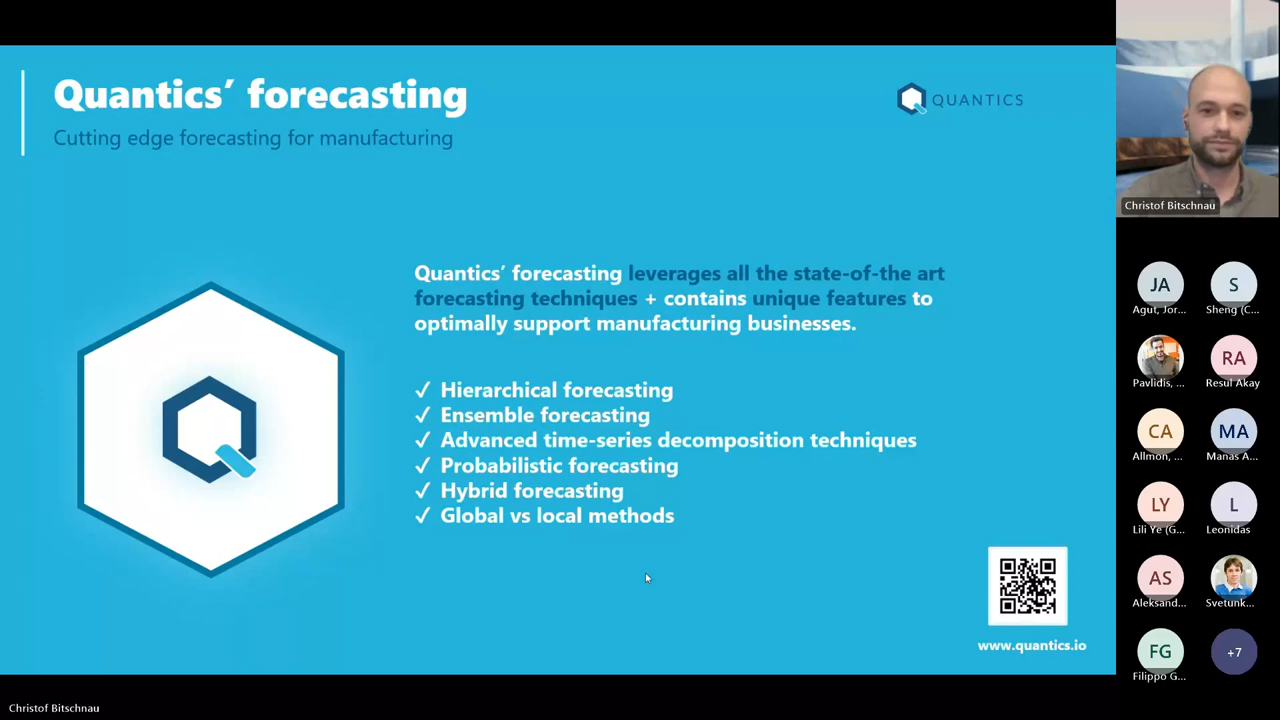 Quantics’ forecasting
Cutting edge forecasting for manufacturing
QUANTICS
Quantics’ forecasting leverages all the state-of-the art
forecasting techniques + contains unique features to
optimally support manufacturing businesses.
✓ Hierarchical forecasting
✓ Ensemble forecasting
✓ Advanced time-series decomposition techniques
✓ Probabilistic forecasting
✓ Hybrid forecasting
✓ Global vs local methods
www.quantics.io
Christof Bitschnau
JA
S
Agut, Jor...
Sheng (C...
RA
Pavlidis, ...
Resul Akay
CA
MA
Allmon, ...
Manas A...
LY
L
Lili Ye (G...
Leonidas
AS
Aleksand...
Svetunk...
FG
+7
Filippo G...
Christof Bitschnau